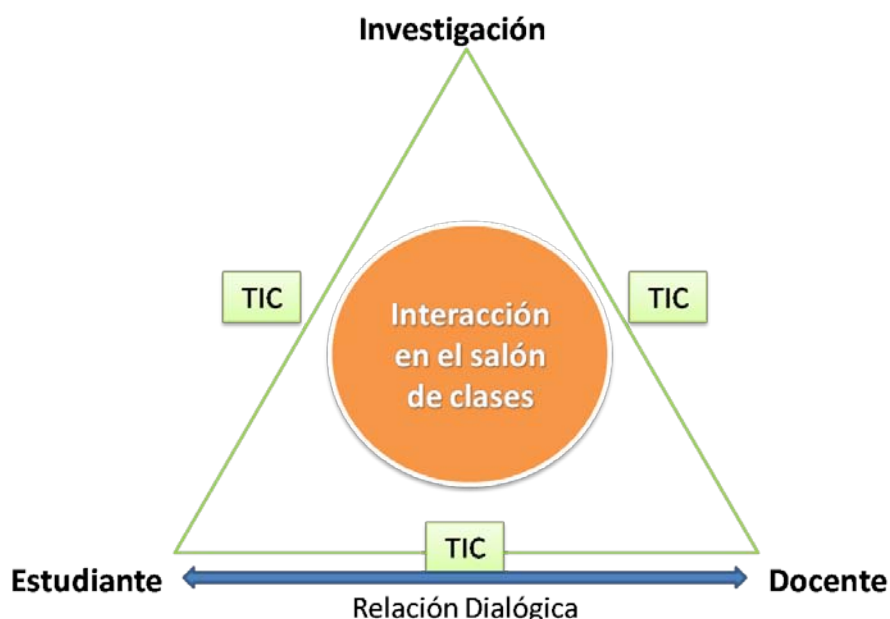 Investigación
TIC
TIC
Interacción
en el salón
de clases
TIC
Estudiante
Docente
Relación Dialógica